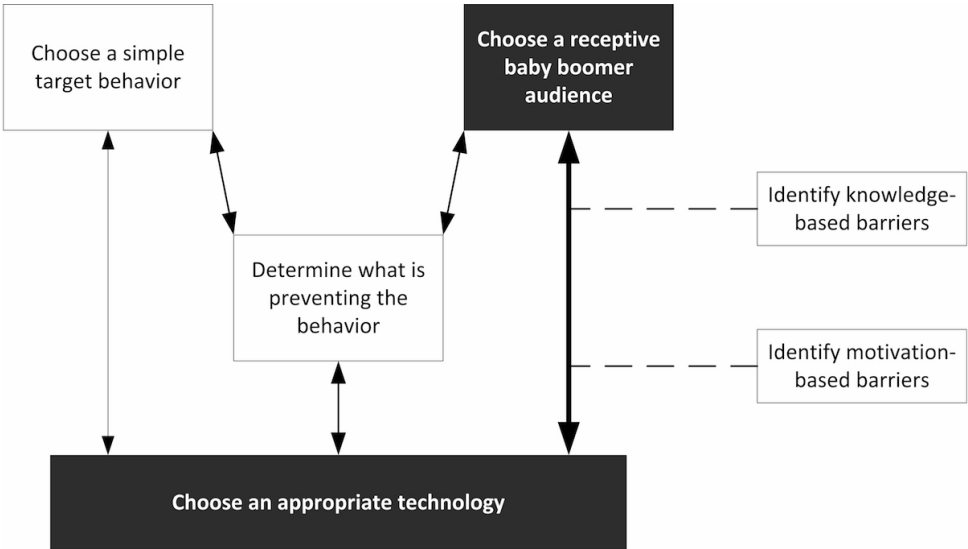 Choose a simple
target behavior
Choose a receptive
baby boomer
audience
Identify knowledge-
based barriers
Determine what is
preventing the
behavior
Identify motivation-
based barriers
Choose an appropriate technology